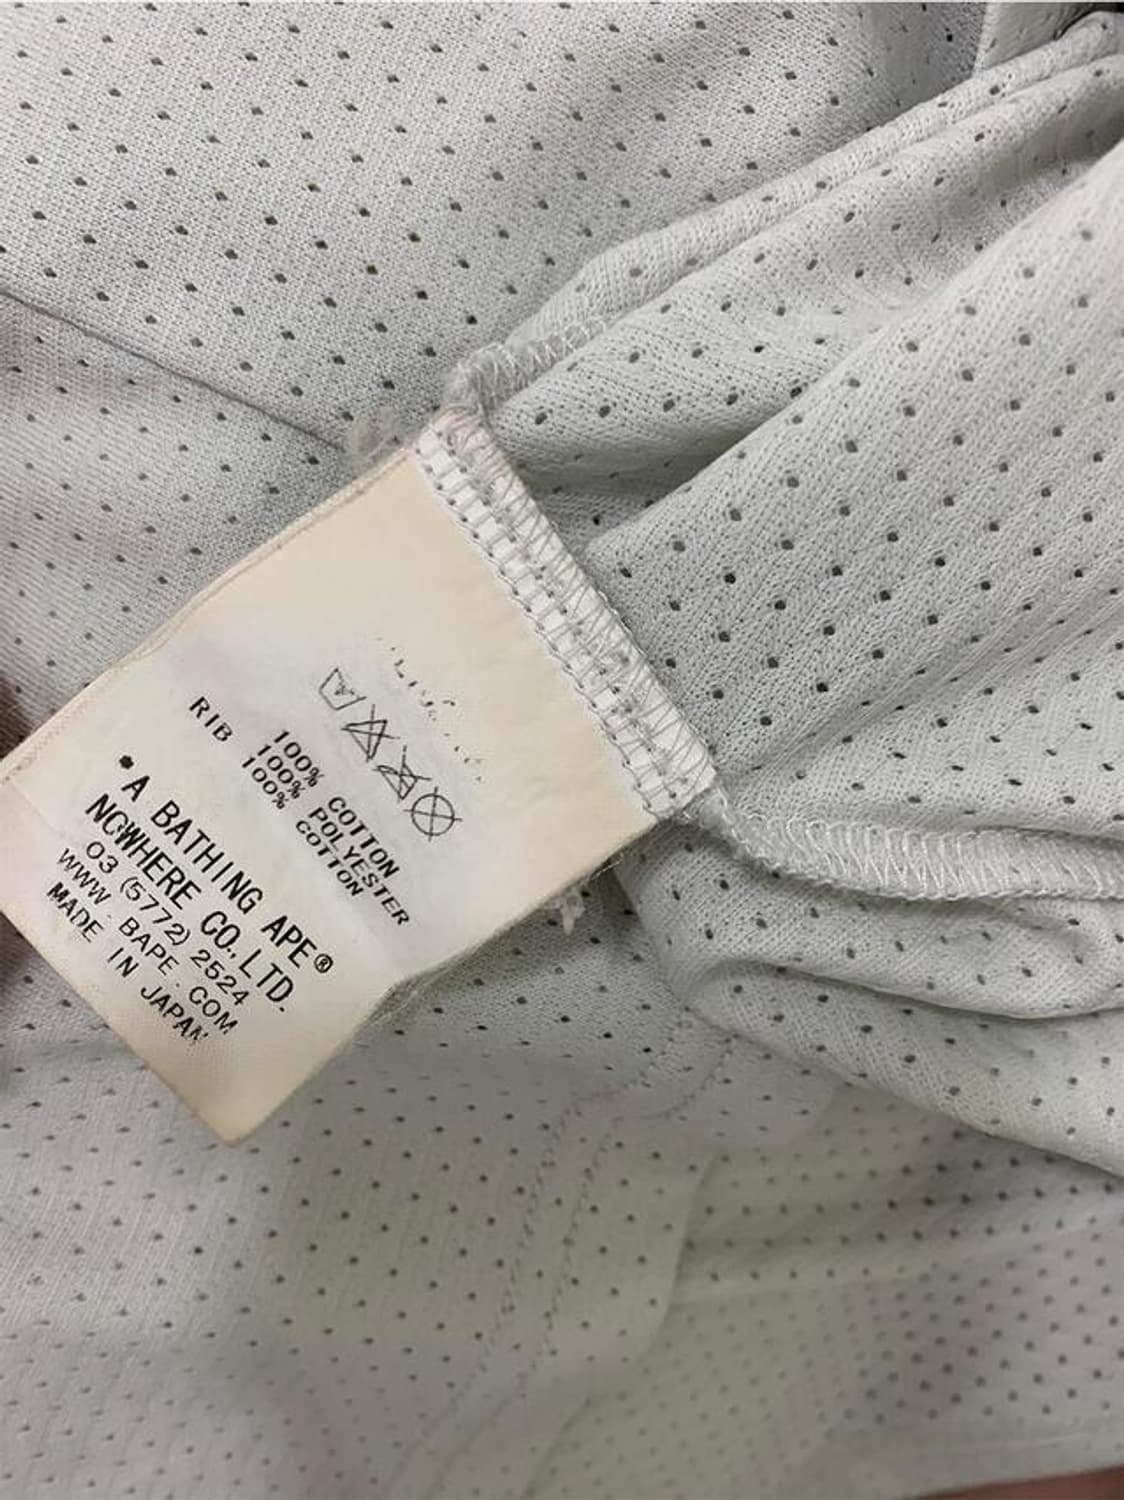 100% COTTON
100% POLYESTER
RIB 100% COTTON
A BATHING APE®
NOWHERE CO.,LTD.
03 (5772) 2524
WWW.BAPE.COM
MADE IN JAPAN